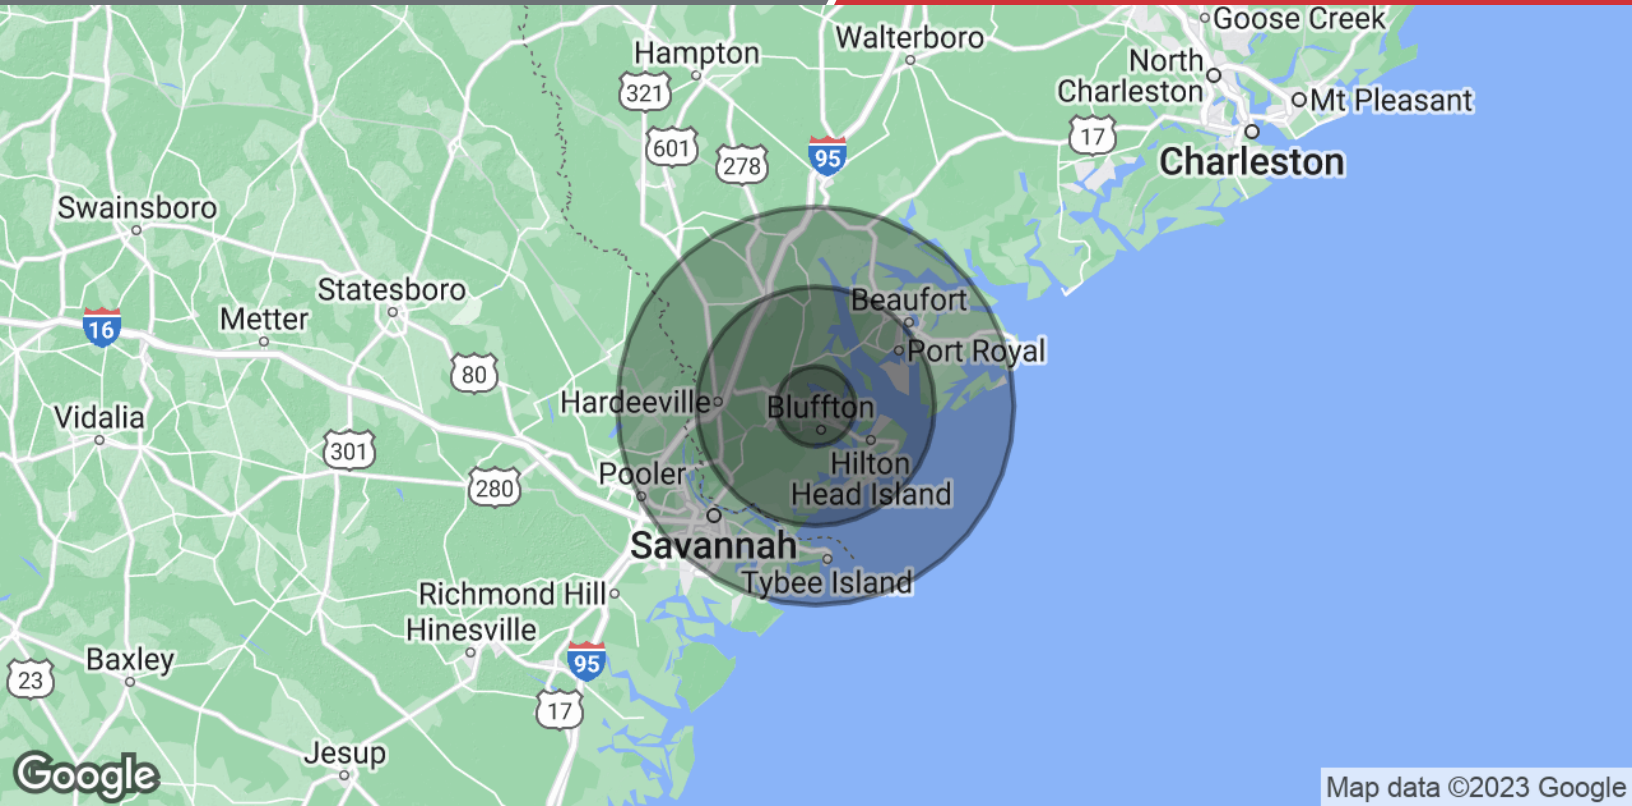 Goose Creek
Walterboro
Hampton
North
Charleston
321
Mt Pleasant
17
601
95
278
Charleston
Swainsboro
Statesboro
Beaufort
Metter
16
Port Royal
80
Hardeeville
Bluffton
Vidalia
301
Hilton
Head Island
Pooler
280
Savannah
Tybee Island
Richmond Hill
Hinesville
Baxley
95
23
17
Jesup
Google
Map data ©2023 Google